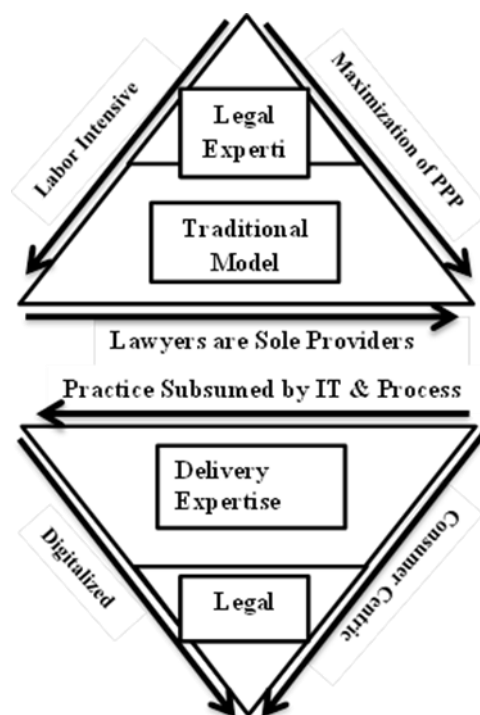 Labor Intensive
Maximization of PPP
Legal
Experti
Traditional
Model
Lawyers are Sole Providers
Practice Subsumed by IT & Process
Delivery
Expertise
Digitalized
Consumer Centric
Legal